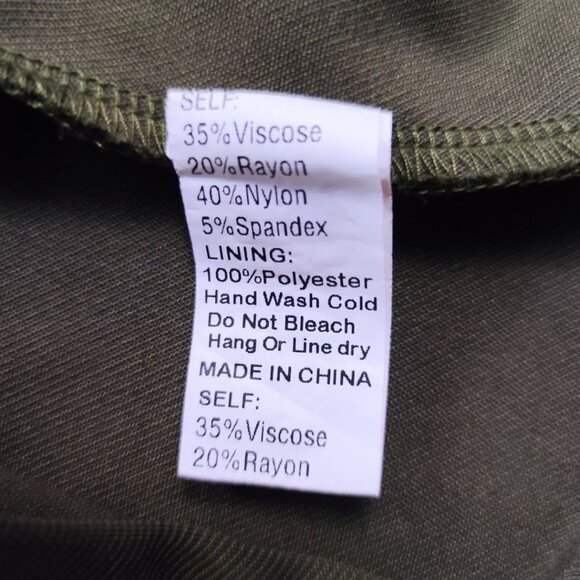 SELF:
35%Viscose
20%Rayon
40%Nylon
5%Spandex
LINING:
100%Polyester
Hand Wash Cold
Do Not Bleach
Hang Or Line dry
MADE IN CHINA
SELF:
35%Viscose
20%Rayon